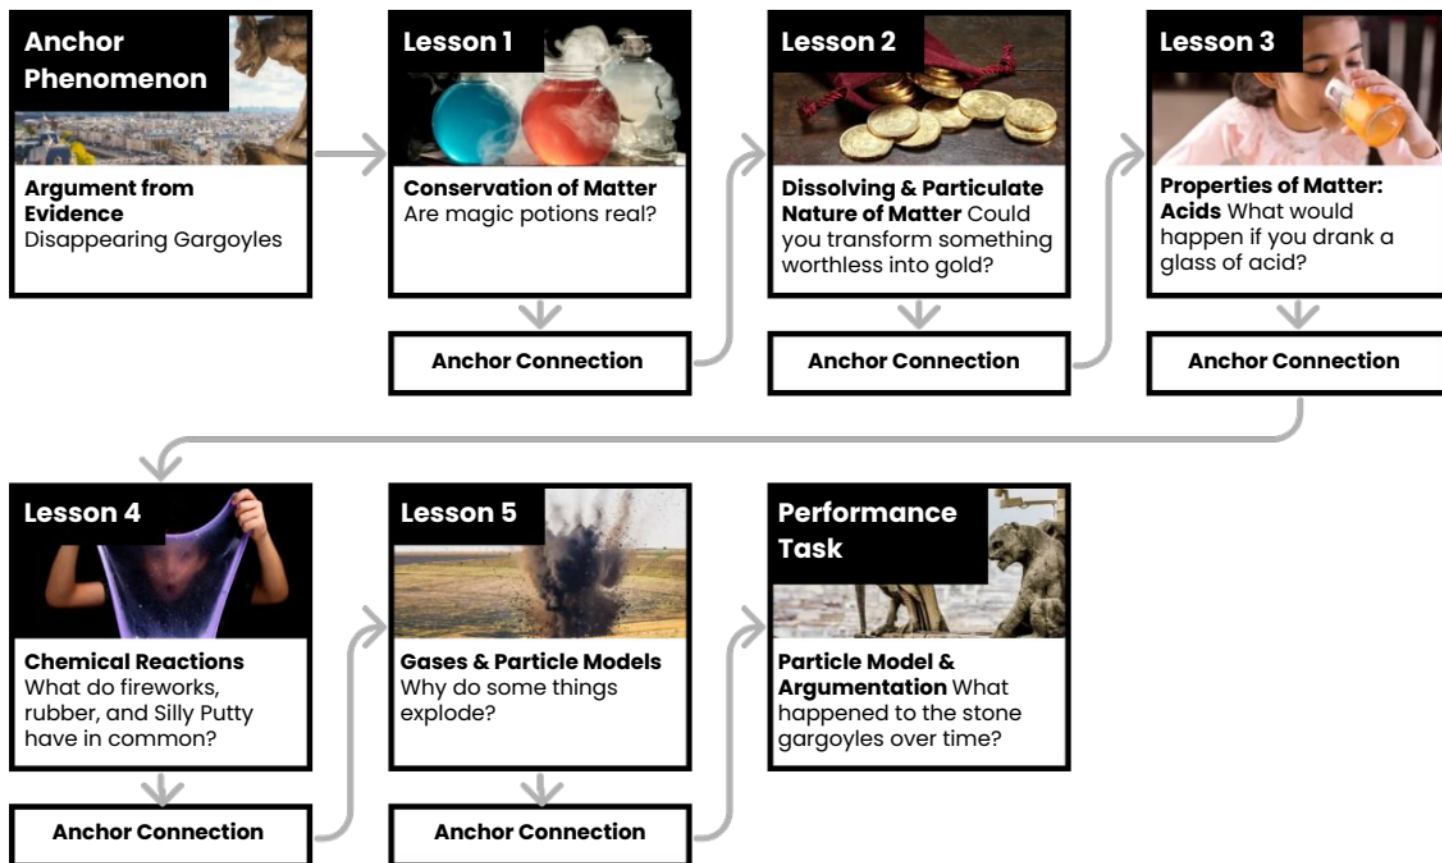 Anchor
Phenomenon
Argument from
Evidence
Disappearing Gargoyles
Lesson 1
Conservation of Matter
Are magic potions real?
Anchor Connection
Lesson 2
Dissolving & Particulate
Nature of Matter Could
you transform something
worthless into gold?
Anchor Connection
Lesson 3
Properties of Matter:
Acids What would
happen if you drank a
glass of acid?
Anchor Connection
Lesson 4
Chemical Reactions
What do fireworks,
rubber, and Silly Putty
have in common?
Anchor Connection
Lesson 5
Gases & Particle Models
Why do some things
explode?
Anchor Connection
Performance
Task
Particle Model &
Argumentation What
happened to the stone
gargoyles over time?